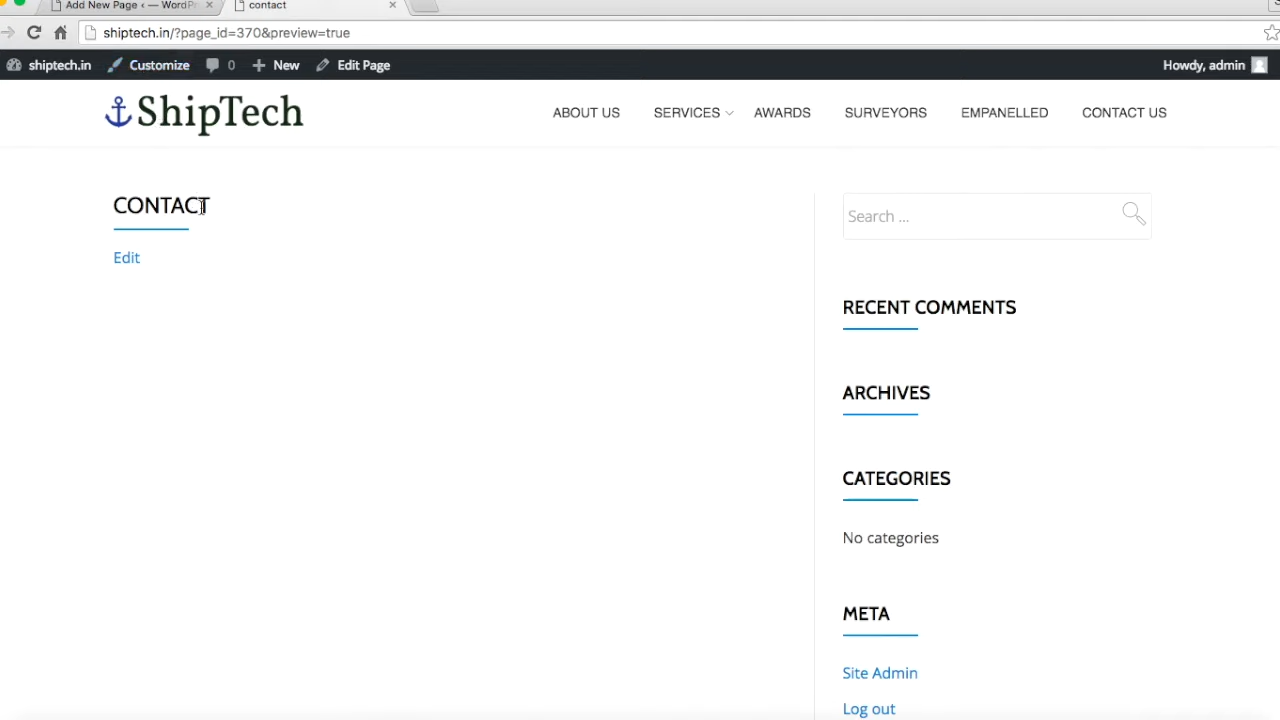 Add New Page ‹ — WordPr
contact
shiptech.in/?page_id=370&preview=true
shiptech.in Customize 0 New Edit Page Howdy, admin
ShipTech ABOUT US SERVICES AWARDS SURVEYORS EMPANELLED CONTACT US
CONTACT
Edit
Search ...
RECENT COMMENTS
ARCHIVES
CATEGORIES
No categories
META
Site Admin
Log out